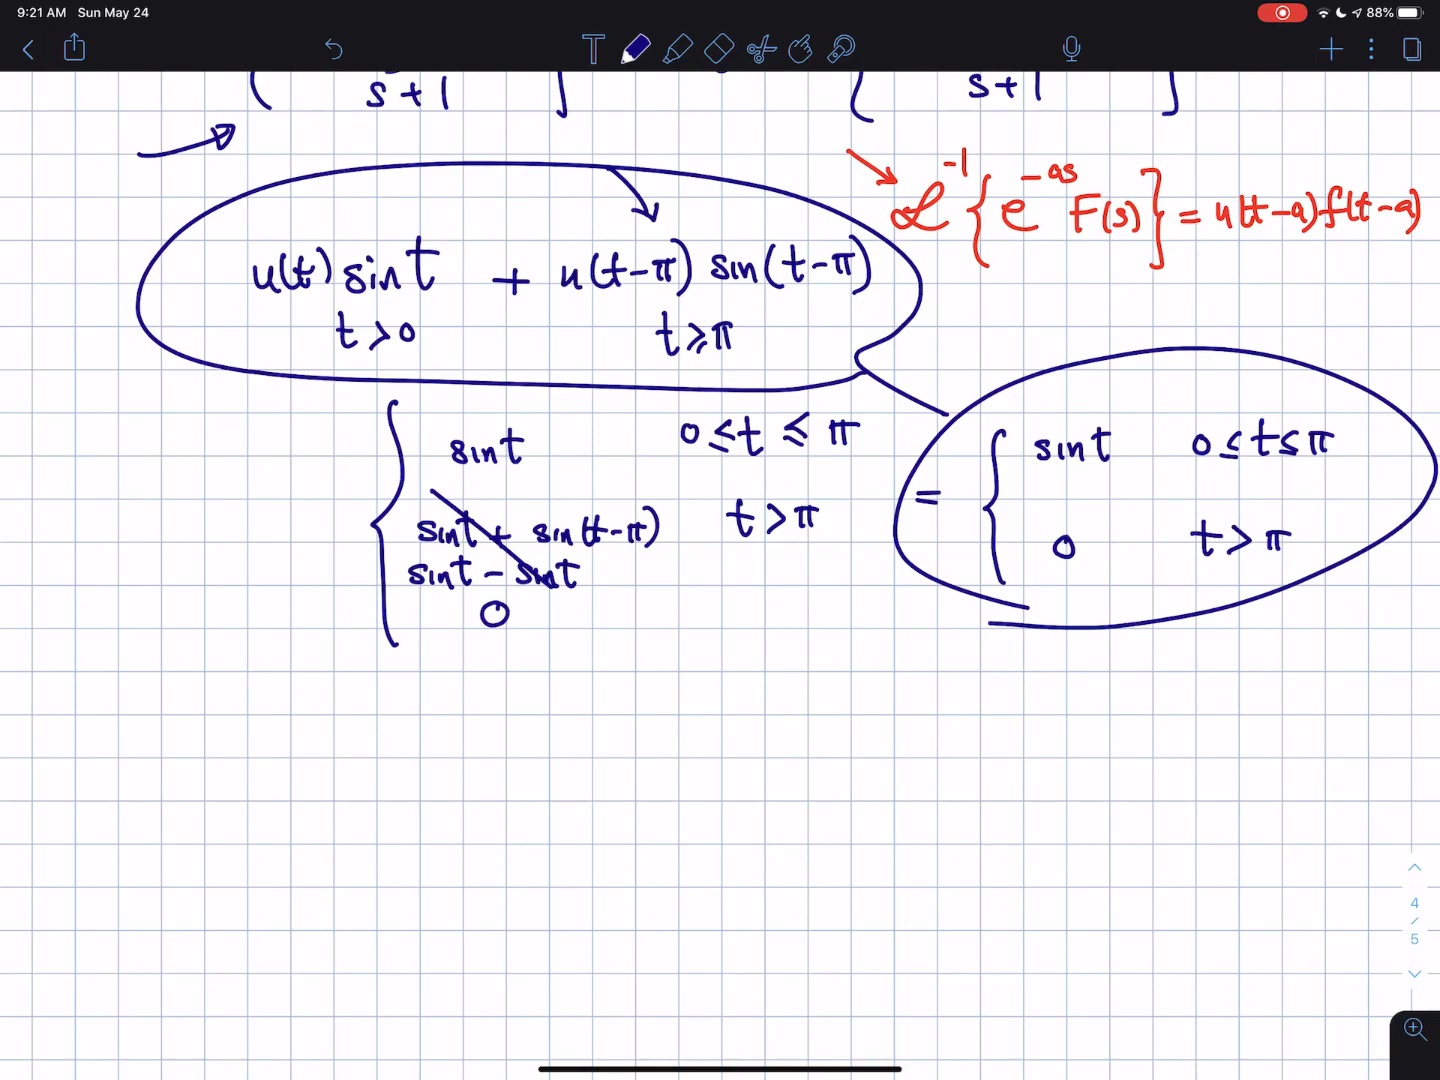 9:21 AM Sun May 24
88%
T
s + 1
s + 1
ℒ⁻¹ { e^(-as) F(s) } = u(t-a) f(t-a)
u(t) sin t + u(t-π) sin(t-π)
t > 0 t ⩾ π
sin t 0 ≤ t ≤ π
sin t + sin(t-π) t > π
sin t - sin t
0
= { sin t 0 ≤ t ≤ π
0 t > π
4
/
5